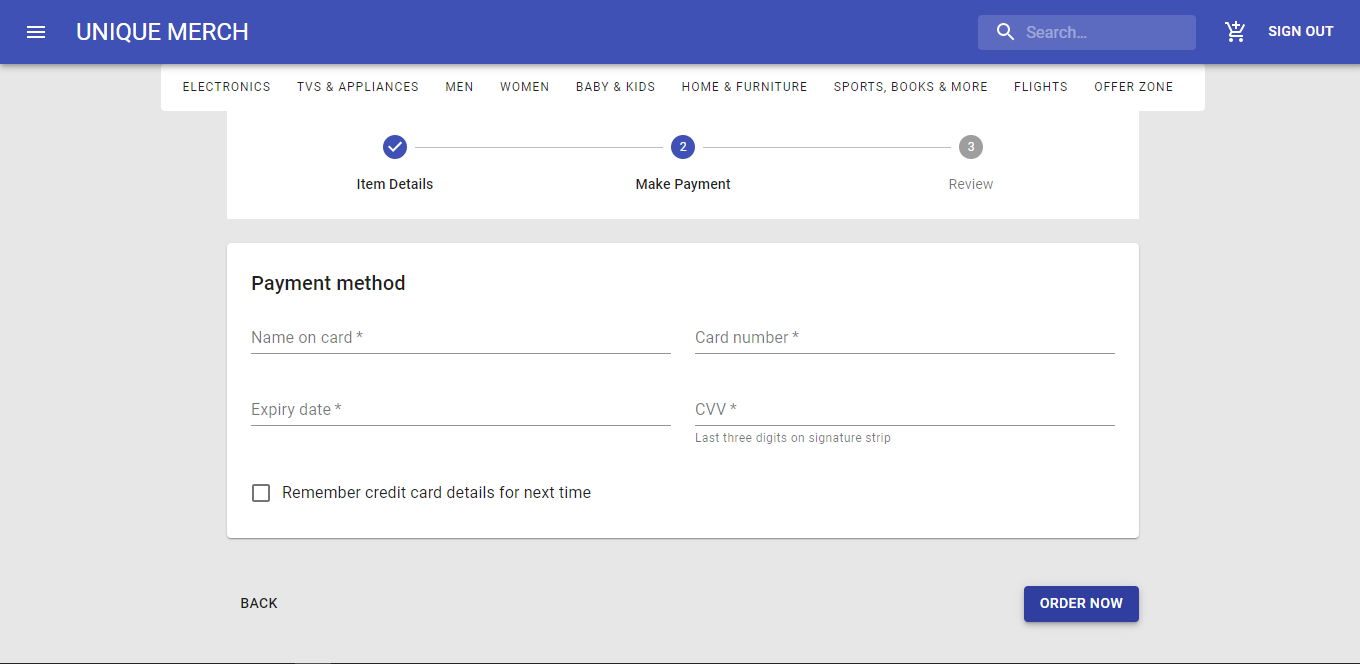 UNIQUE MERCH Search... SIGN OUT
ELECTRONICS TVS & APPLIANCES MEN WOMEN BABY & KIDS HOME & FURNITURE SPORTS, BOOKS & MORE FLIGHTS OFFER ZONE
2 3
Item Details Make Payment Review
Payment method
Name on card * Card number *
Expiry date * CVV *
Last three digits on signature strip
Remember credit card details for next time
BACK ORDER NOW